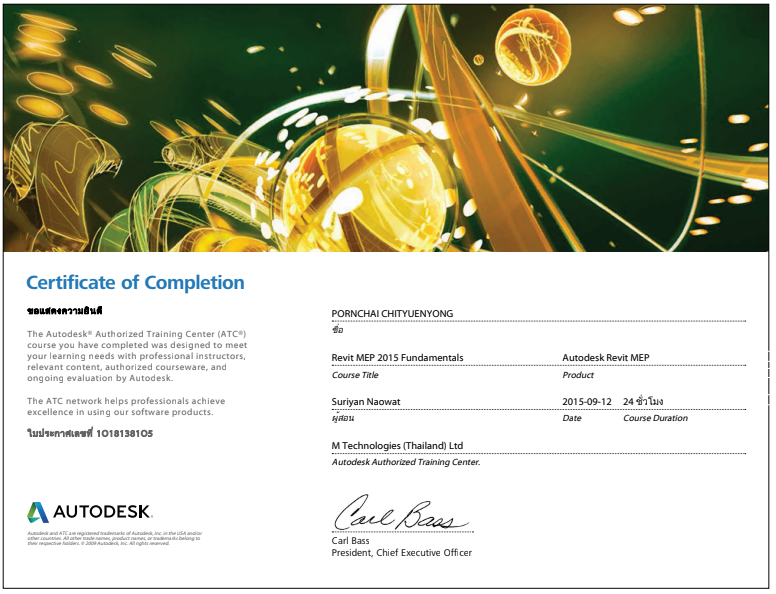 Certificate of Completion
ขอแสดงความยินดี
The Autodesk® Authorized Training Center (ATC®)
course you have completed was designed to meet
your learning needs with professional instructors,
relevant content, authorized courseware, and
ongoing evaluation by Autodesk.
The ATC network helps professionals achieve
excellence in using our software products.
ใบประกาศเลขที่ 1O18138105
PORNCHAI CHITYUENYONG
ชื่อ
Revit MEP 2015 Fundamentals Autodesk Revit MEP
Course Title Product
Suriyan Naowat 2015-09-12 24 ชั่วโมง
ผู้สอน Date Course Duration
M Technologies (Thailand) Ltd
Autodesk Authorized Training Center.
AUTODESK.
Autodesk and ATC are registered trademarks of Autodesk, Inc. in the USA and/or
other countries. All other trade names, product names, or trademarks belong to
their respective holders. © 2009 Autodesk, Inc. All rights reserved.
Carl Bass
Carl Bass
President, Chief Executive Officer